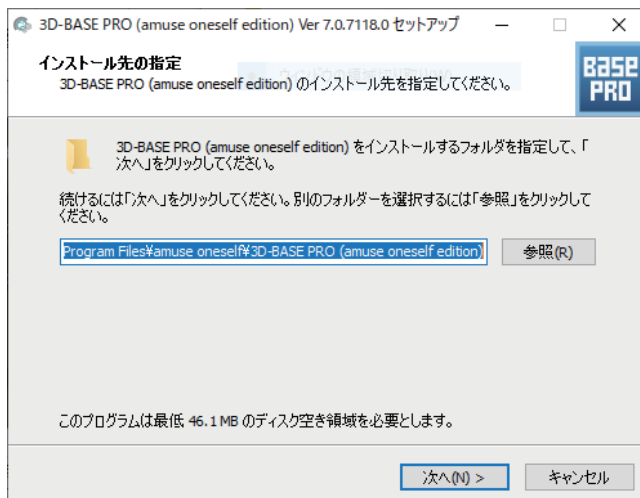 3D-BASE PRO (amuse oneself edition) Ver 7.0.7118.0 セットアップ
インストール先の指定
3D-BASE PRO (amuse oneself edition) のインストール先を指定してください。
BASE
PRO
3D-BASE PRO (amuse oneself edition) をインストールするフォルダを指定して、「
次へ」をクリックしてください。
続けるには「次へ」をクリックしてください。別のフォルダーを選択するには「参照」をクリックして
ください。
Program Files¥amuse oneself¥3D-BASE PRO (amuse oneself edition)
参照(R)
このプログラムは最低 46.1 MB のディスク空き領域を必要とします。
次へ(N) >
キャンセル